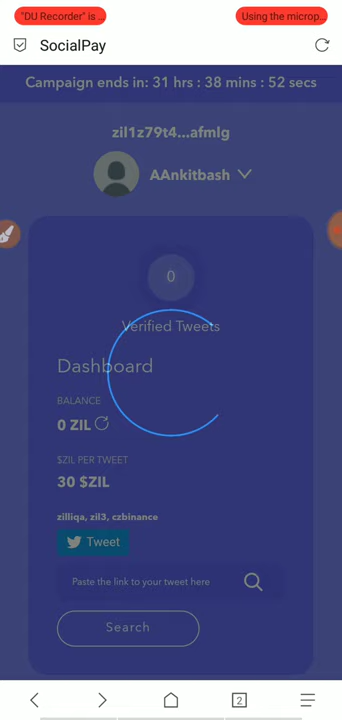 "DU Recorder" is ...
Using the microp...
SocialPay
Campaign ends in: 31 hrs : 38 mins : 52 secs
zil1z79t4...afmlg
AAnkitbash
0
Verified Tweets
Dashboard
BALANCE
0 ZIL
$ZIL PER TWEET
30 $ZIL
zilliqa, zil3, czbinance
Tweet
Paste the link to your tweet here
Search
2